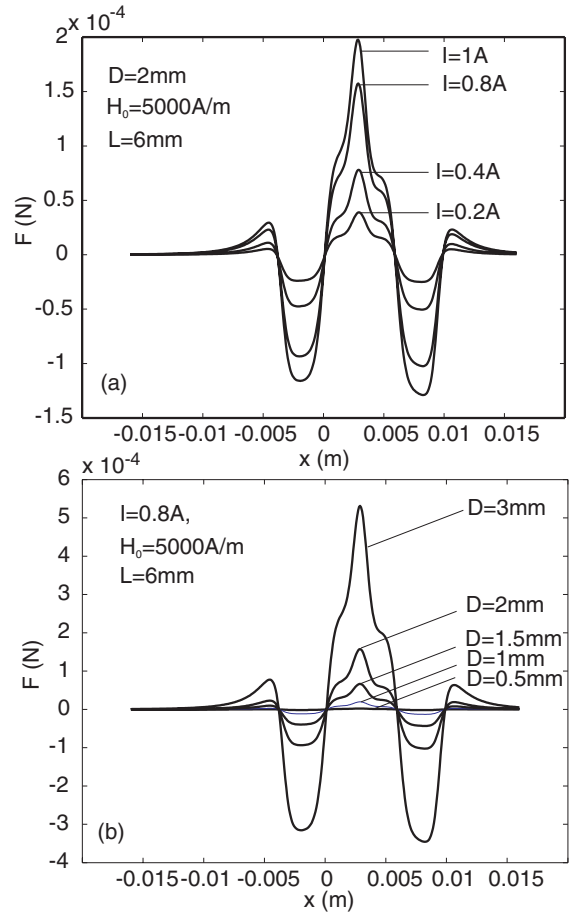 x 10⁻⁴
2
1.5
1
0.5
0
-0.5
-1
-1.5
F (N)
D=2mm
H₀=5000A/m
L=6mm
I=1A
I=0.8A
I=0.4A
I=0.2A
(a)
-0.015 -0.01 -0.005 0 0.005 0.01 0.015
x (m)
x 10⁻⁴
6
5
4
3
2
1
0
-1
-2
-3
-4
F (N)
I=0.8A,
H₀=5000A/m
L=6mm
D=3mm
D=2mm
D=1.5mm
D=1mm
D=0.5mm
(b)
-0.015 -0.01 -0.005 0 0.005 0.01 0.015
x (m)